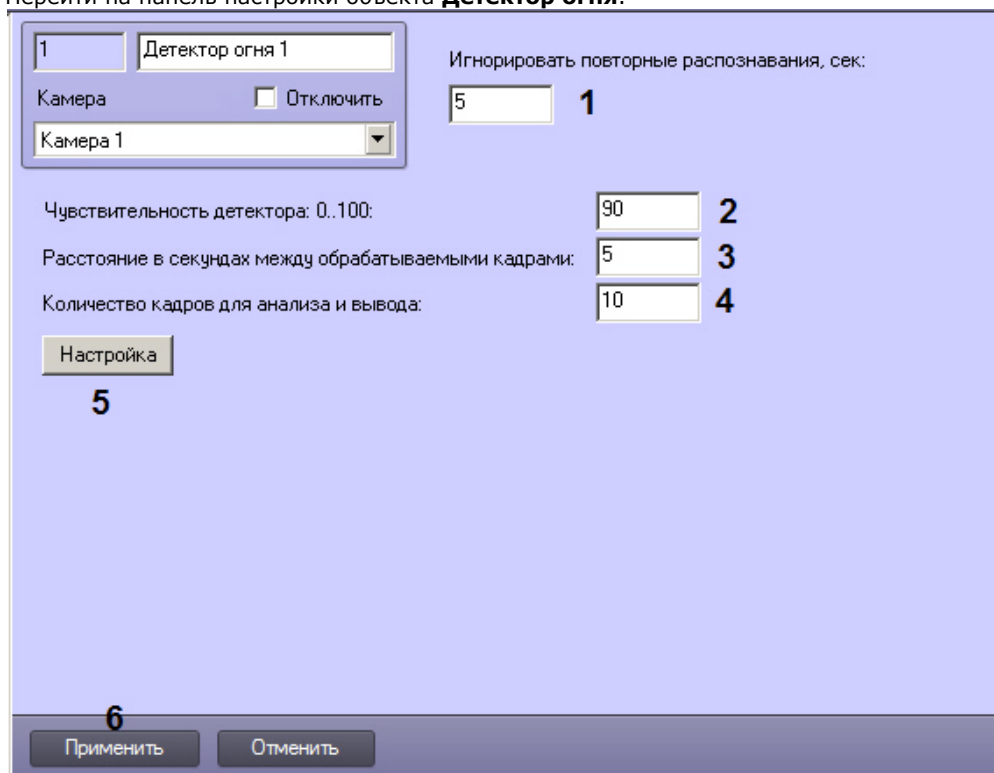 Перейти на панель настройки объекта Детектор огня.
1
Детектор огня 1
Камера
Отключить
Камера 1
Игнорировать повторные распознавания, сек:
5
1
Чувствительность детектора: 0..100:
90
2
Расстояние в секундах между обрабатываемыми кадрами:
5
3
Количество кадров для анализа и вывода:
10
4
Настройка
5
6
Применить
Отменить